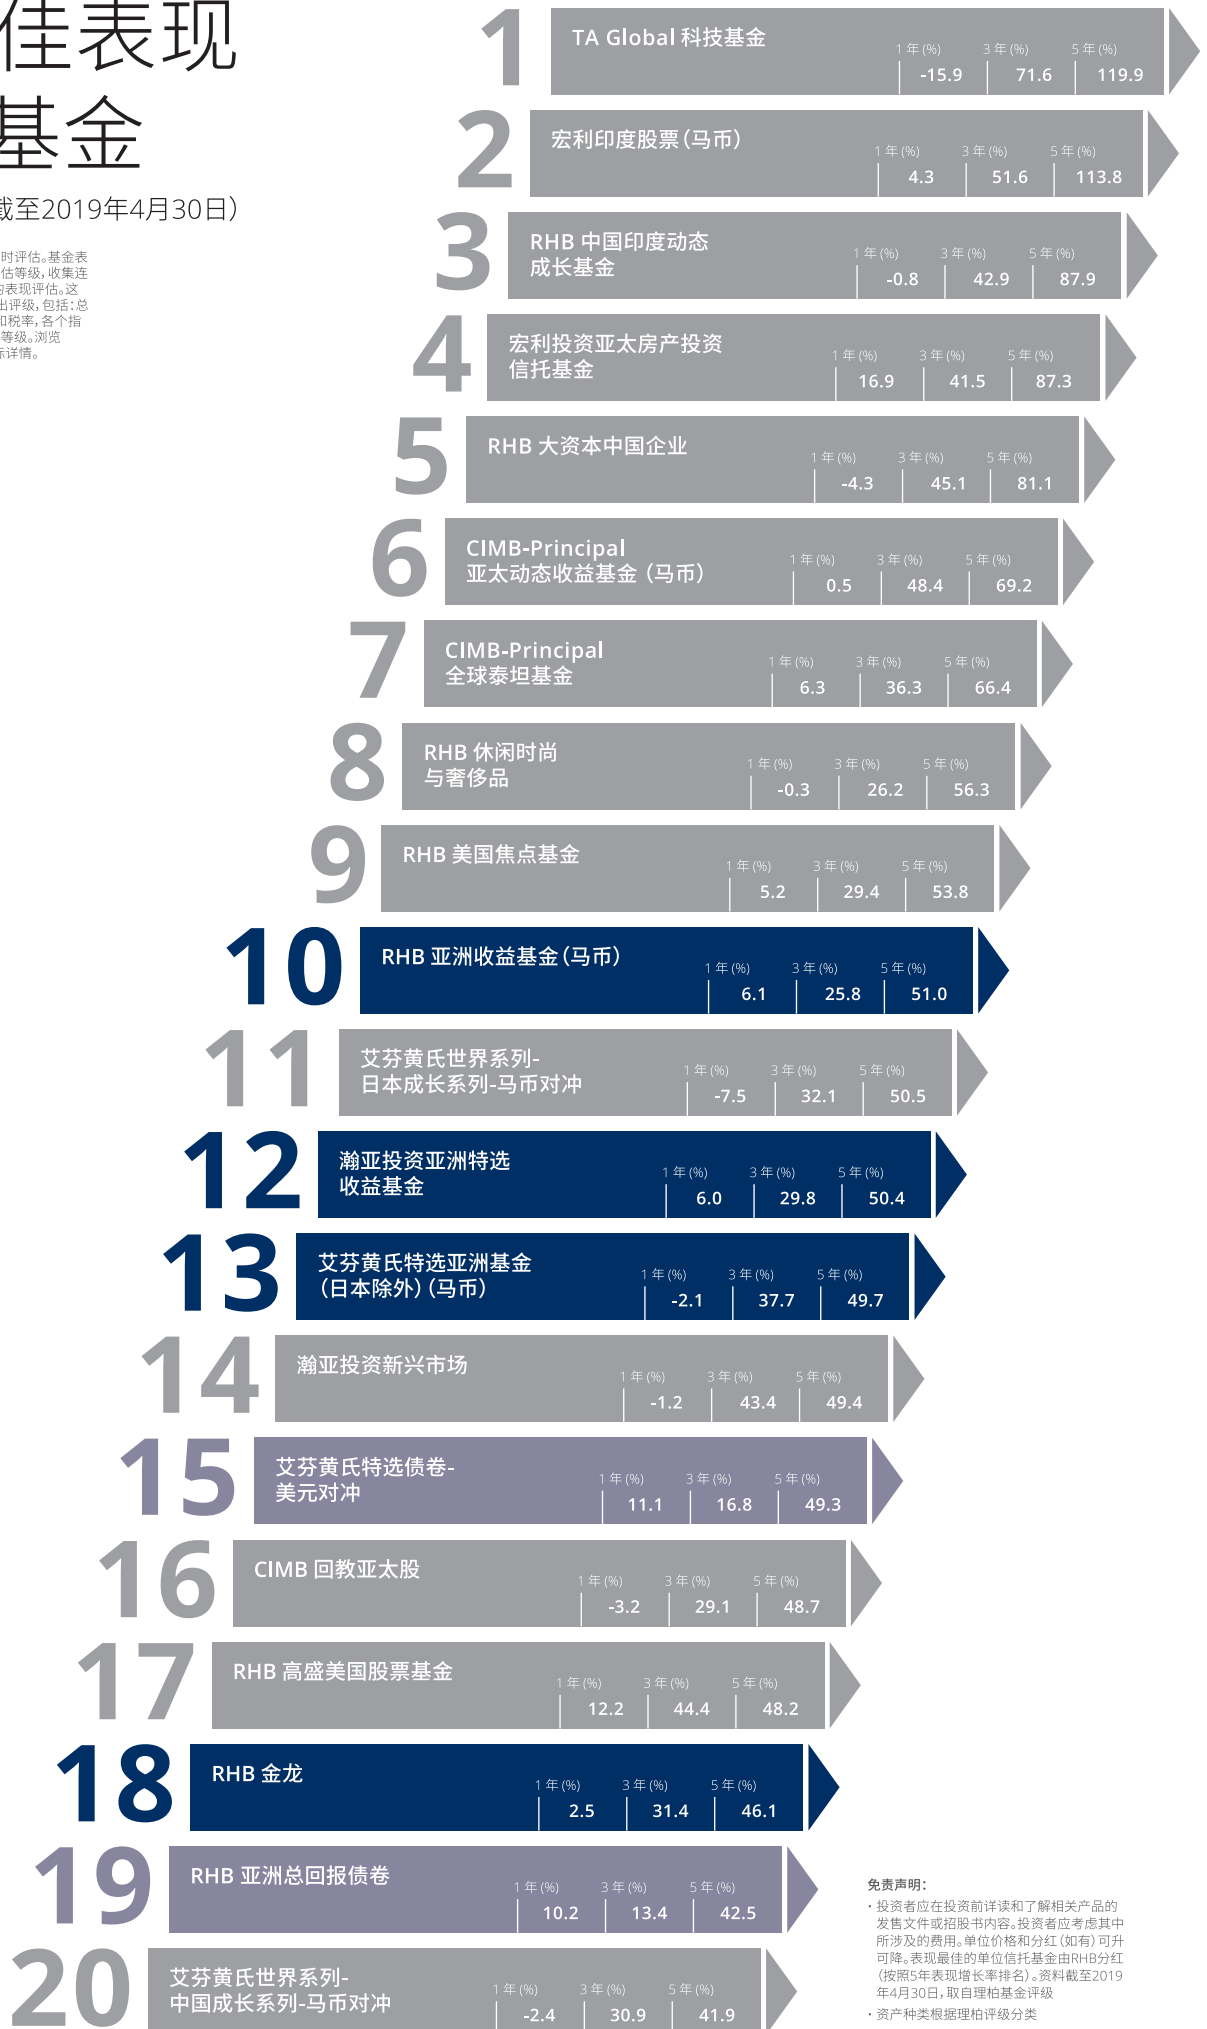 佳表现
基金
截至2019年4月30日）
时评估。基金表
估等级，收集连
的表现评估。这
出评级，包括：总
和税率，各个指
等级。浏览
示详情。
1
TA Global 科技基金
1 年 (%) 3 年 (%) 5 年 (%)
-15.9 71.6 119.9
2
宏利印度股票（马币）
1 年 (%) 3 年 (%) 5 年 (%)
4.3 51.6 113.8
3
RHB 中国印度动态
成长基金
1 年 (%) 3 年 (%) 5 年 (%)
-0.8 42.9 87.9
4
宏利投资亚太房产投资
信托基金
1 年 (%) 3 年 (%) 5 年 (%)
16.9 41.5 87.3
5
RHB 大资本中国企业
1 年 (%) 3 年 (%) 5 年 (%)
-4.3 45.1 81.1
6
CIMB-Principal
亚太动态收益基金（马币）
1 年 (%) 3 年 (%) 5 年 (%)
0.5 48.4 69.2
7
CIMB-Principal
全球泰坦基金
1 年 (%) 3 年 (%) 5 年 (%)
6.3 36.3 66.4
8
RHB 休闲时尚
与奢侈品
1 年 (%) 3 年 (%) 5 年 (%)
-0.3 26.2 56.3
9
RHB 美国焦点基金
1 年 (%) 3 年 (%) 5 年 (%)
5.2 29.4 53.8
10
RHB 亚洲收益基金（马币）
1 年 (%) 3 年 (%) 5 年 (%)
6.1 25.8 51.0
11
艾芬黄氏世界系列-
日本成长系列-马币对冲
1 年 (%) 3 年 (%) 5 年 (%)
-7.5 32.1 50.5
12
瀚亚投资亚洲特选
收益基金
1 年 (%) 3 年 (%) 5 年 (%)
6.0 29.8 50.4
13
艾芬黄氏特选亚洲基金
（日本除外）（马币）
1 年 (%) 3 年 (%) 5 年 (%)
-2.1 37.7 49.7
14
瀚亚投资新兴市场
1 年 (%) 3 年 (%) 5 年 (%)
-1.2 43.4 49.4
15
艾芬黄氏特选债卷-
美元对冲
1 年 (%) 3 年 (%) 5 年 (%)
11.1 16.8 49.3
16
CIMB 回教亚太股
1 年 (%) 3 年 (%) 5 年 (%)
-3.2 29.1 48.7
17
RHB 高盛美国股票基金
1 年 (%) 3 年 (%) 5 年 (%)
12.2 44.4 48.2
18
RHB 金龙
1 年 (%) 3 年 (%) 5 年 (%)
2.5 31.4 46.1
19
RHB 亚洲总回报债卷
1 年 (%) 3 年 (%) 5 年 (%)
10.2 13.4 42.5
20
艾芬黄氏世界系列-
中国成长系列-马币对冲
1 年 (%) 3 年 (%) 5 年 (%)
-2.4 30.9 41.9
免责声明：
· 投资者应在投资前详读和了解相关产品的
发售文件或招股书内容。投资者应考虑其中
所涉及的费用。单位价格和分红（如有）可升
可降。表现最佳的单位信托基金由RHB分红
（按照5年表现增长率排名）。资料截至2019
年4月30日，取自理柏基金评级
· 资产种类根据理柏评级分类